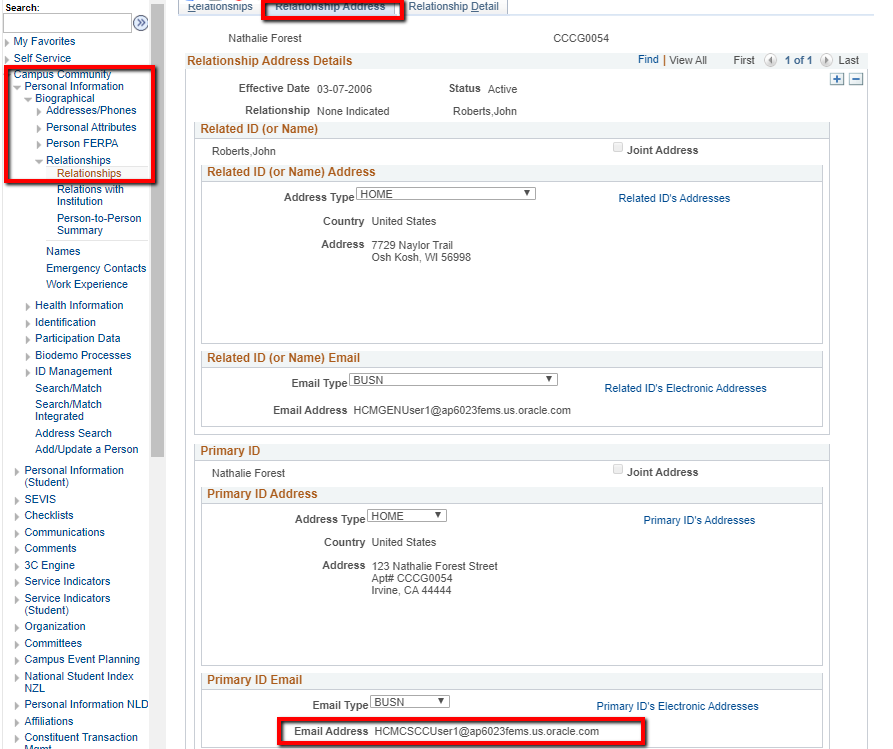 Search:
My Favorites
Self Service
Campus Community
Personal Information
Biographical
Addresses/Phones
Personal Attributes
Person FERPA
Relationships
Relationships
Relations with
Institution
Person-to-Person
Summary
Names
Emergency Contacts
Work Experience
Health Information
Identification
Participation Data
Biodemo Processes
ID Management
Search/Match
Search/Match
Integrated
Address Search
Add/Update a Person
Personal Information
(Student)
SEVIS
Checklists
Communications
Comments
3C Engine
Service Indicators
Service Indicators
(Student)
Organization
Committees
Campus Event Planning
National Student Index
NZL
Personal Information NLD
Affiliations
Constituent Transaction
Mgmt
Relationships Relationship Address Relationship Detail
Nathalie Forest CCCG0054
Relationship Address Details Find | View All First 1 of 1 Last
Effective Date 03-07-2006 Status Active
Relationship None Indicated Roberts,John
Related ID (or Name)
Roberts,John Joint Address
Related ID (or Name) Address
Address Type HOME Related ID's Addresses
Country United States
Address 7729 Naylor Trail
Osh Kosh, WI 56998
Related ID (or Name) Email
Email Type BUSN Related ID's Electronic Addresses
Email Address HCMGENUser1@ap6023fems.us.oracle.com
Primary ID
Nathalie Forest Joint Address
Primary ID Address
Address Type HOME Primary ID's Addresses
Country United States
Address 123 Nathalie Forest Street
Apt# CCCG0054
Irvine, CA 44444
Primary ID Email
Email Type BUSN Primary ID's Electronic Addresses
Email Address HCMCSCCUser1@ap6023fems.us.oracle.com